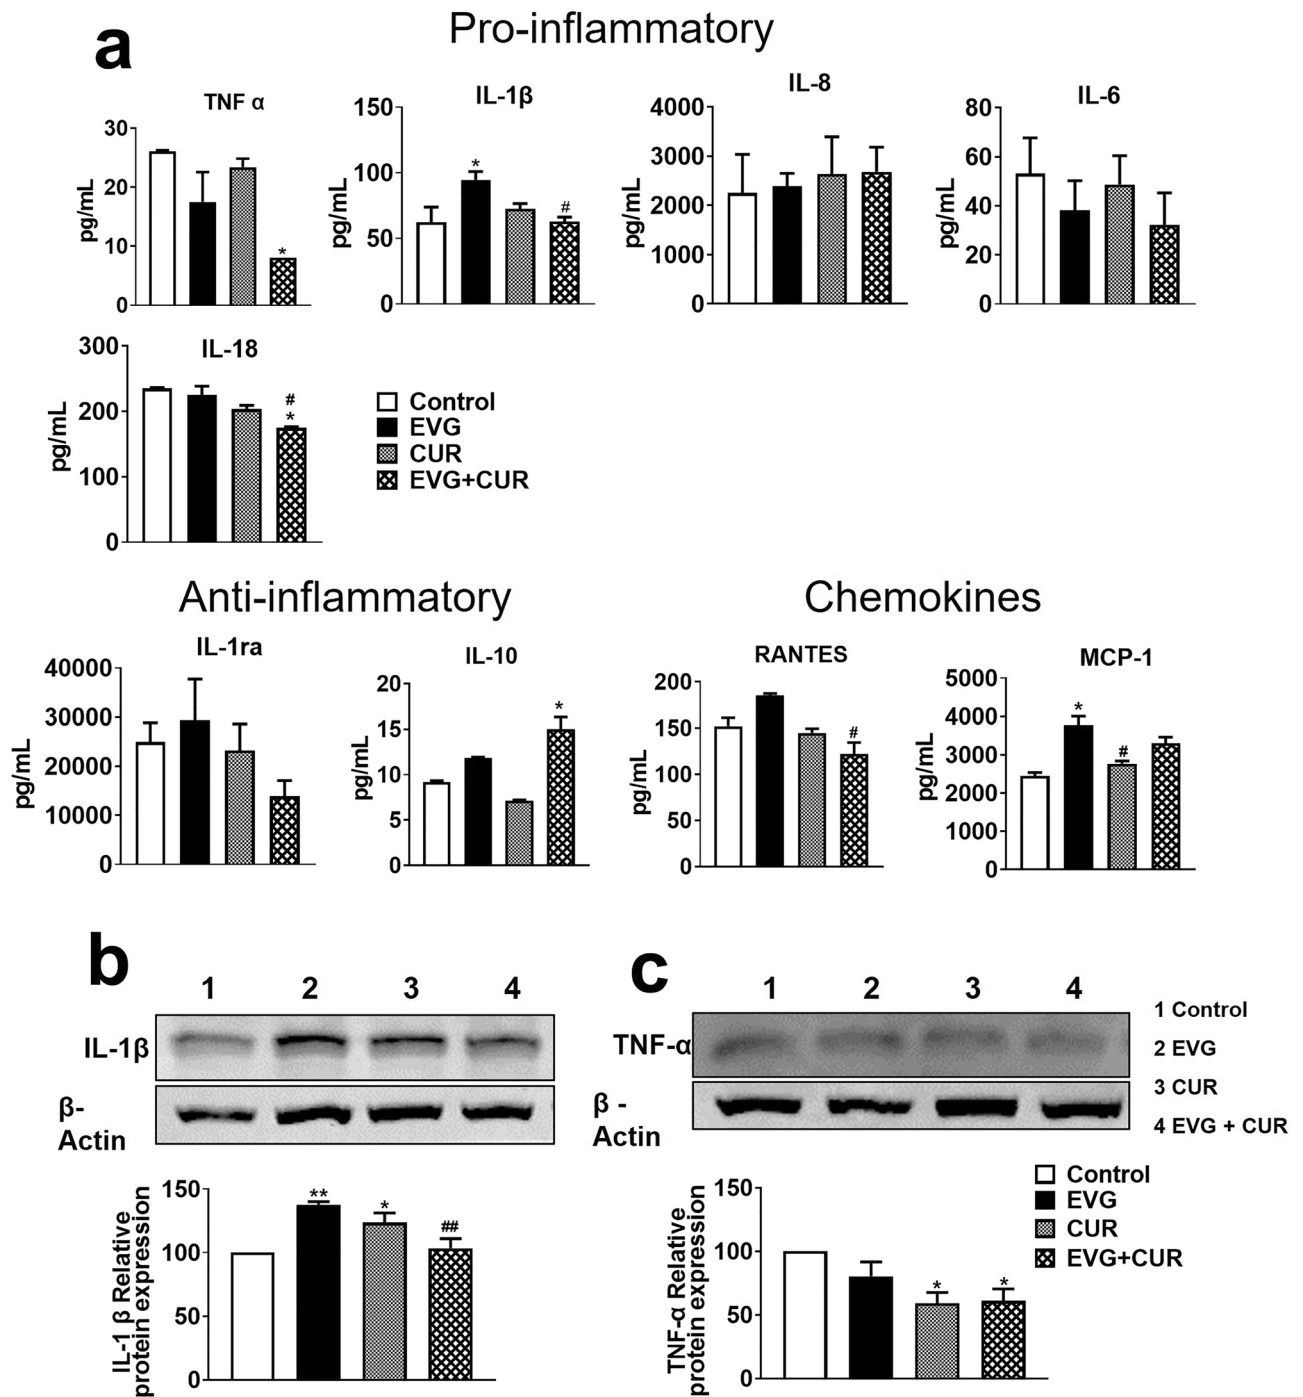 a
Pro-inflammatory
TNF α
30
20
10
0
pg/mL
IL-1β
150
100
50
0
pg/mL
*
#
IL-8
4000
3000
2000
1000
0
pg/mL
IL-6
80
60
40
20
0
pg/mL
*
IL-18
300
200
100
0
pg/mL
#
*
Control
EVG
CUR
EVG+CUR
Anti-inflammatory
Chemokines
IL-1ra
40000
30000
20000
10000
0
pg/mL
IL-10
20
15
10
5
0
pg/mL
*
RANTES
200
150
100
50
0
pg/mL
#
MCP-1
5000
4000
3000
2000
1000
0
pg/mL
*
#
b
1 2 3 4
IL-1β
β-
Actin
150
100
50
0
IL-1 β Relative
protein expression
**
*
##
c
1 2 3 4
TNF-α
β -
Actin
1 Control
2 EVG
3 CUR
4 EVG + CUR
150
100
50
0
TNF-α Relative
protein expression
*
*
Control
EVG
CUR
EVG+CUR